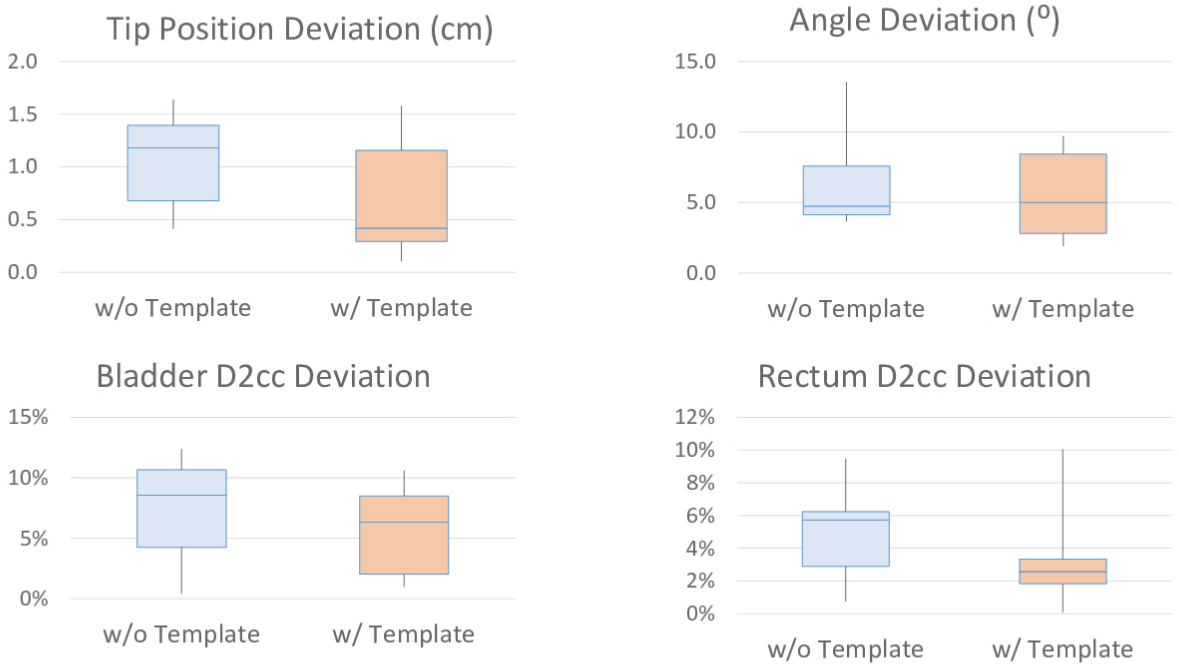 Tip Position Deviation (cm)
2.0
1.5
1.0
0.5
0.0
w/o Template w/ Template
Angle Deviation (⁰)
15.0
10.0
5.0
0.0
w/o Template w/ Template
Bladder D2cc Deviation
15%
10%
5%
0%
w/o Template w/ Template
Rectum D2cc Deviation
12%
10%
8%
6%
4%
2%
0%
w/o Template w/ Template